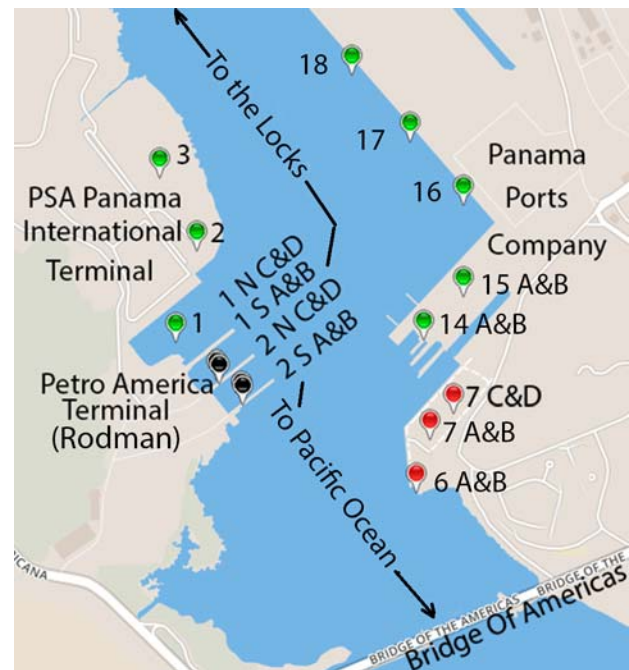 18
To the Locks
17
3
Panama
Ports
Company
16
PSA Panama
International
Terminal
2
1 N C&D
1 S A&B
2 N C&D
2 S A&B
15 A&B
14 A&B
1
Petro America
Terminal
(Rodman)
7 C&D
7 A&B
6 A&B
To Pacific Ocean
RICANA
BRIDGE OF THE AMERICAS
BRIDGE OF THE
Bridge Of Americas